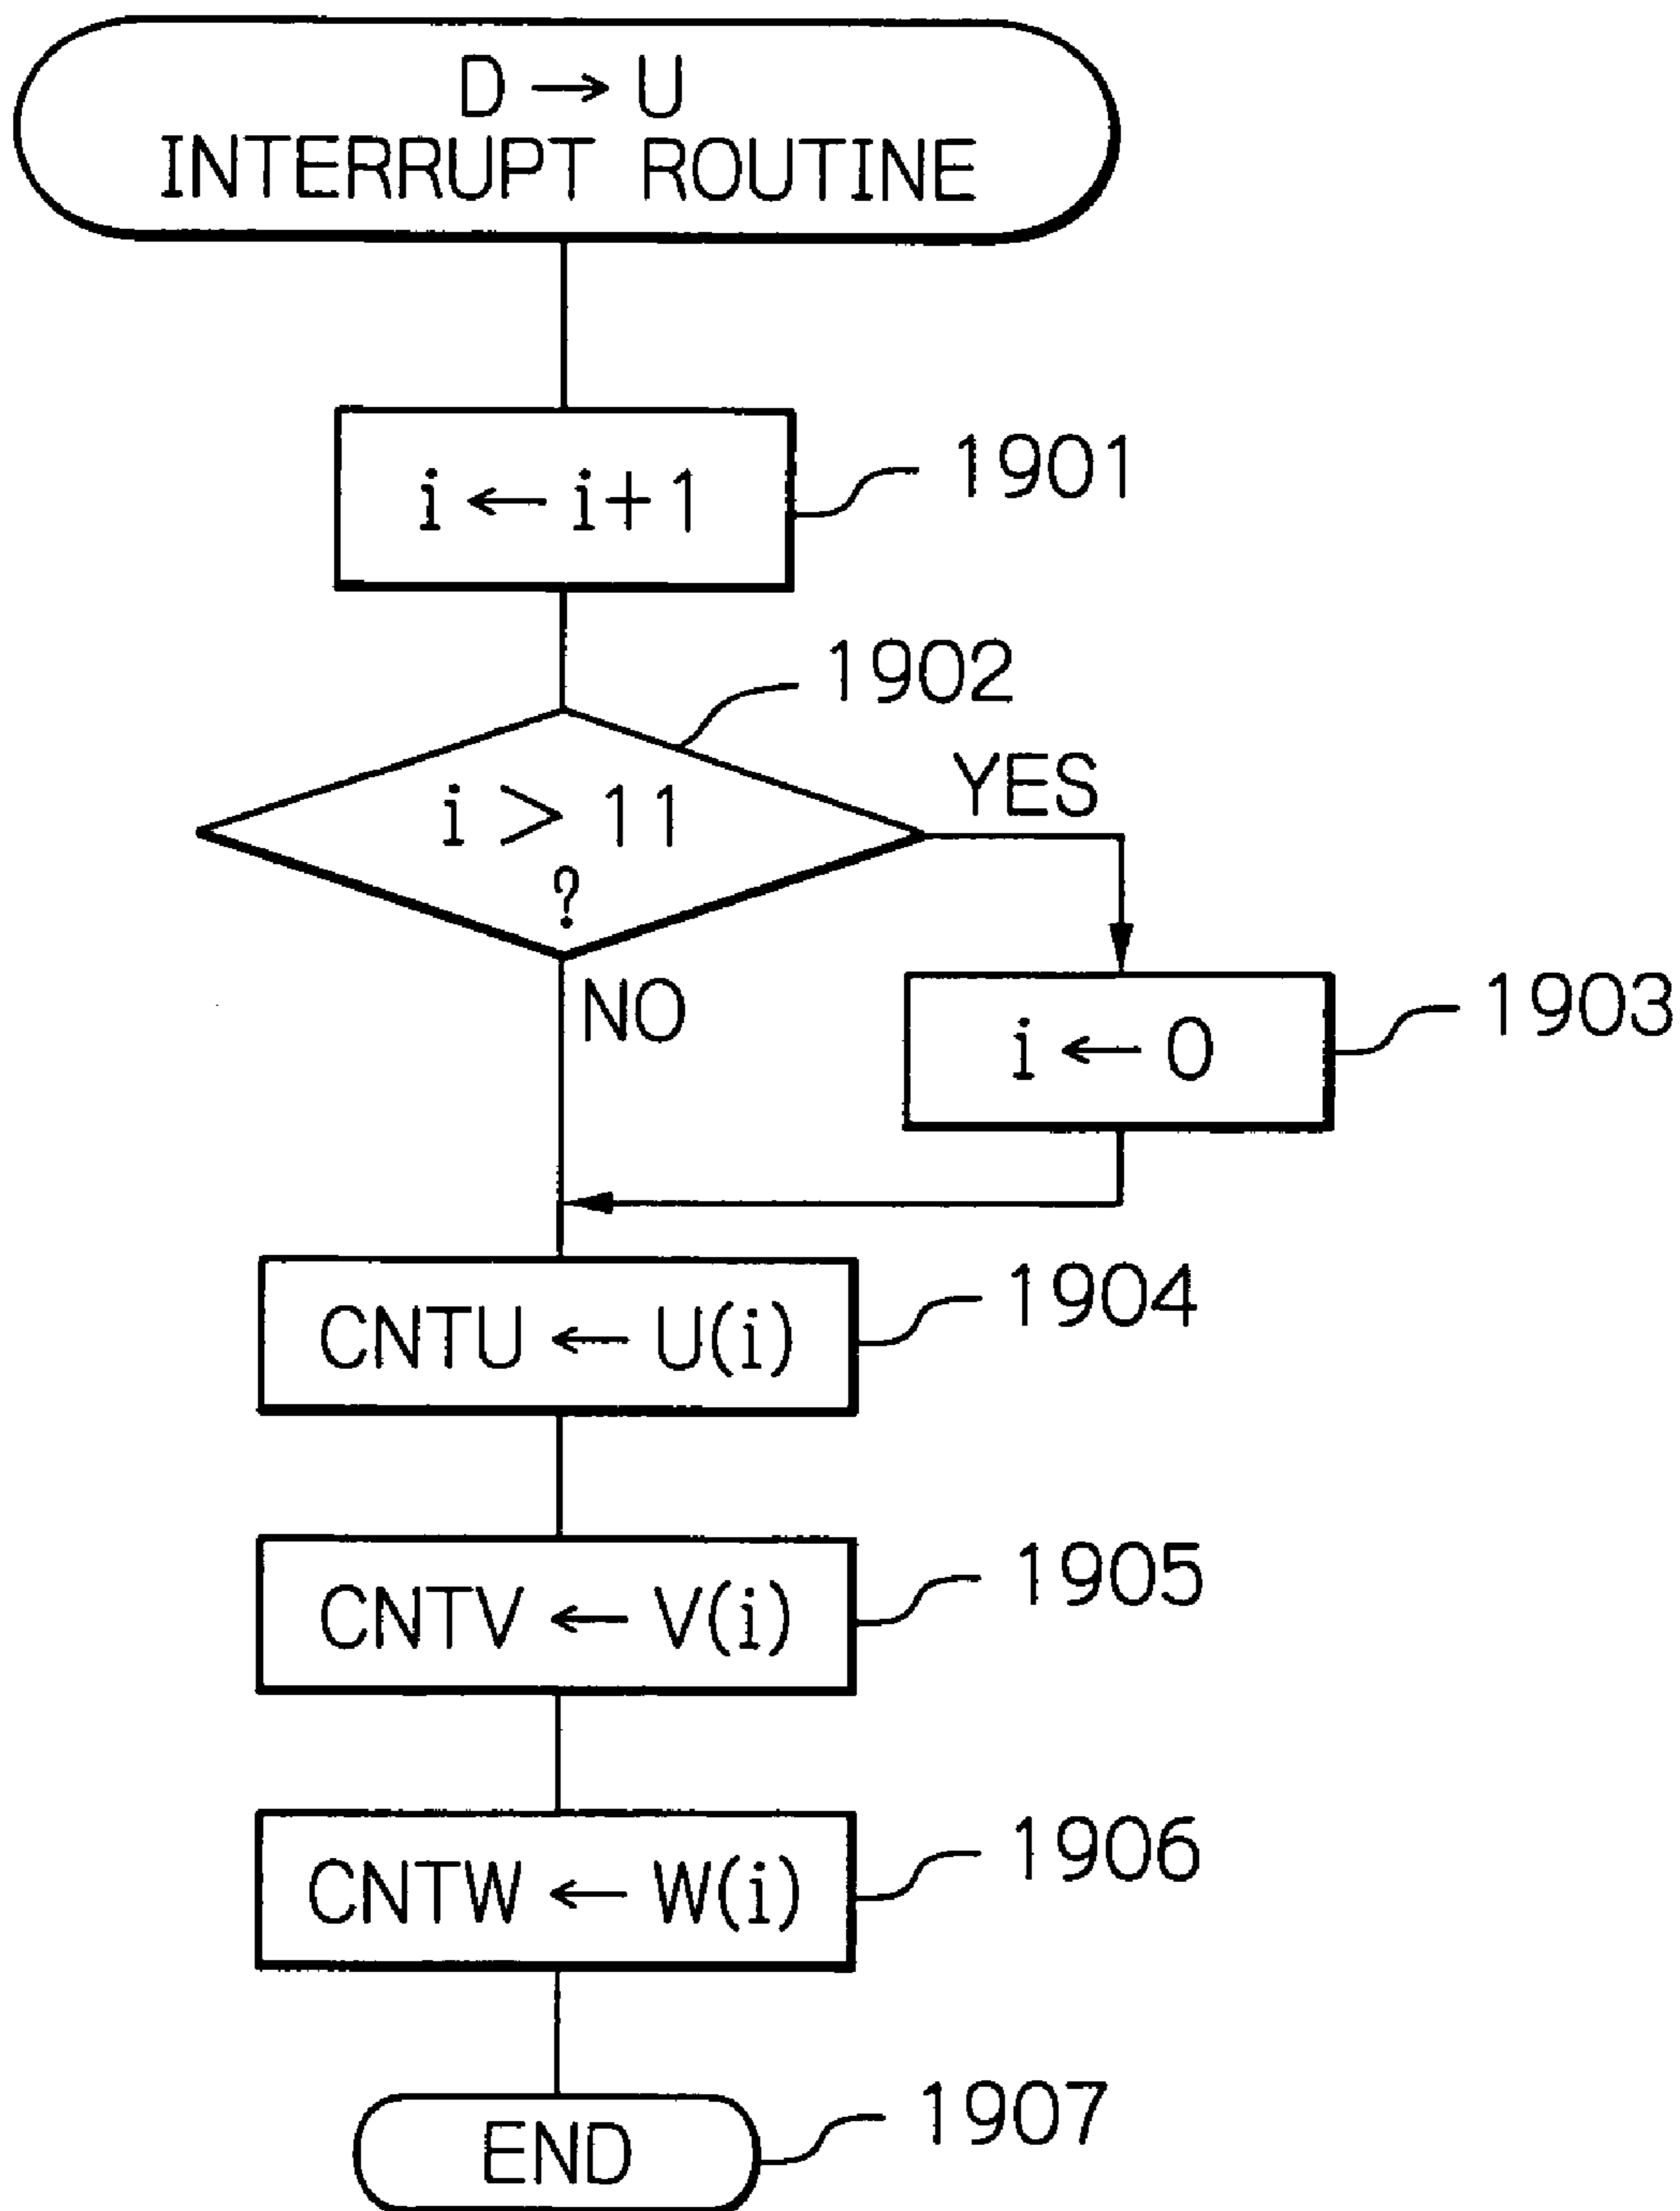 D → U
INTERRUPT ROUTINE
i ← i+1
1901
1902
i > 11
?
YES
NO
i ← 0
1903
CNTU ← U(i)
1904
CNTV ← V(i)
1905
CNTW ← W(i)
1906
END
1907